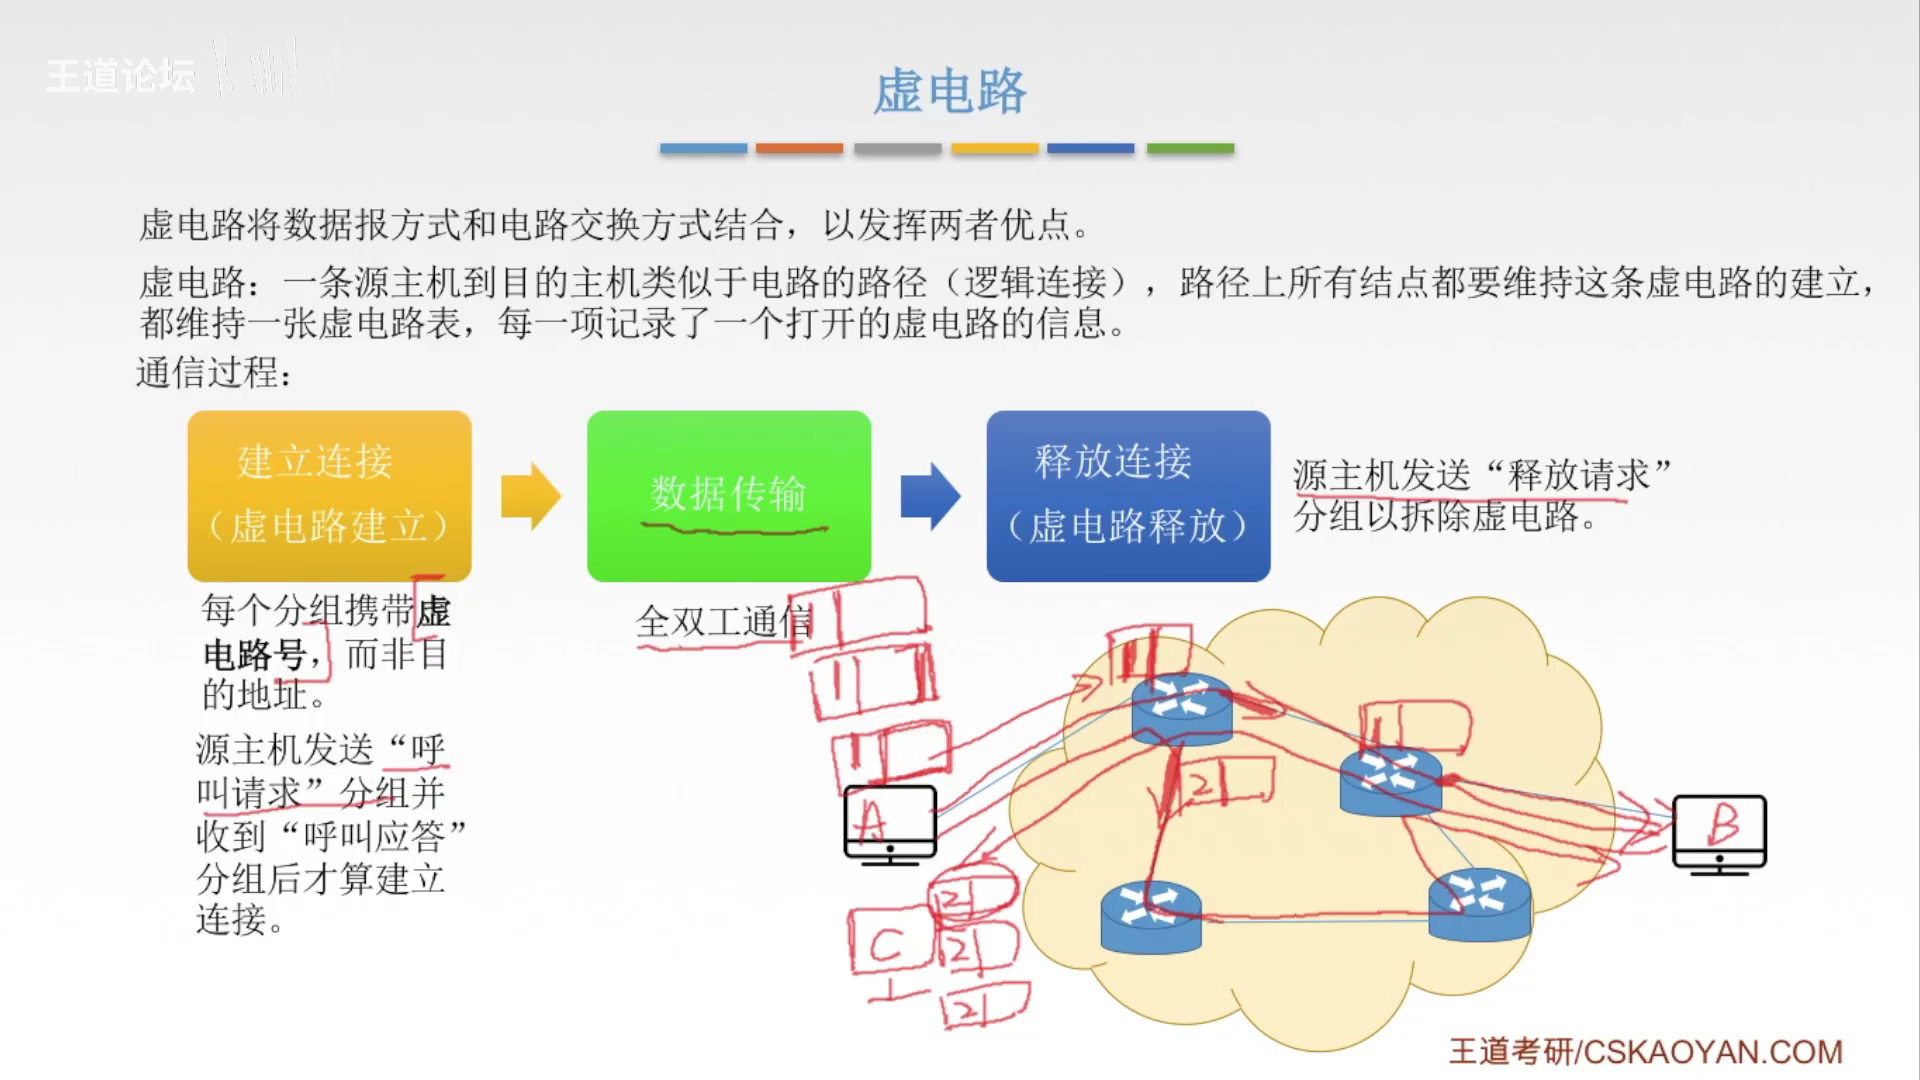 王道论坛
虚电路
虚电路将数据报方式和电路交换方式结合，以发挥两者优点。
虚电路：一条源主机到目的主机类似于电路的路径（逻辑连接），路径上所有结点都要维持这条虚电路的建立，
都维持一张虚电路表，每一项记录了一个打开的虚电路的信息。
通信过程：
建立连接
（虚电路建立）
数据传输
释放连接
（虚电路释放）
源主机发送“释放请求”
分组以拆除虚电路。
每个分组携带虚
电路号，而非目
的地址。
源主机发送“呼
叫请求”分组并
收到“呼叫应答”
分组后才算建立
连接。
全双工通信
1
1
1
1
2
A
B
C
2
2
2
王道考研/CSKAOYAN.COM